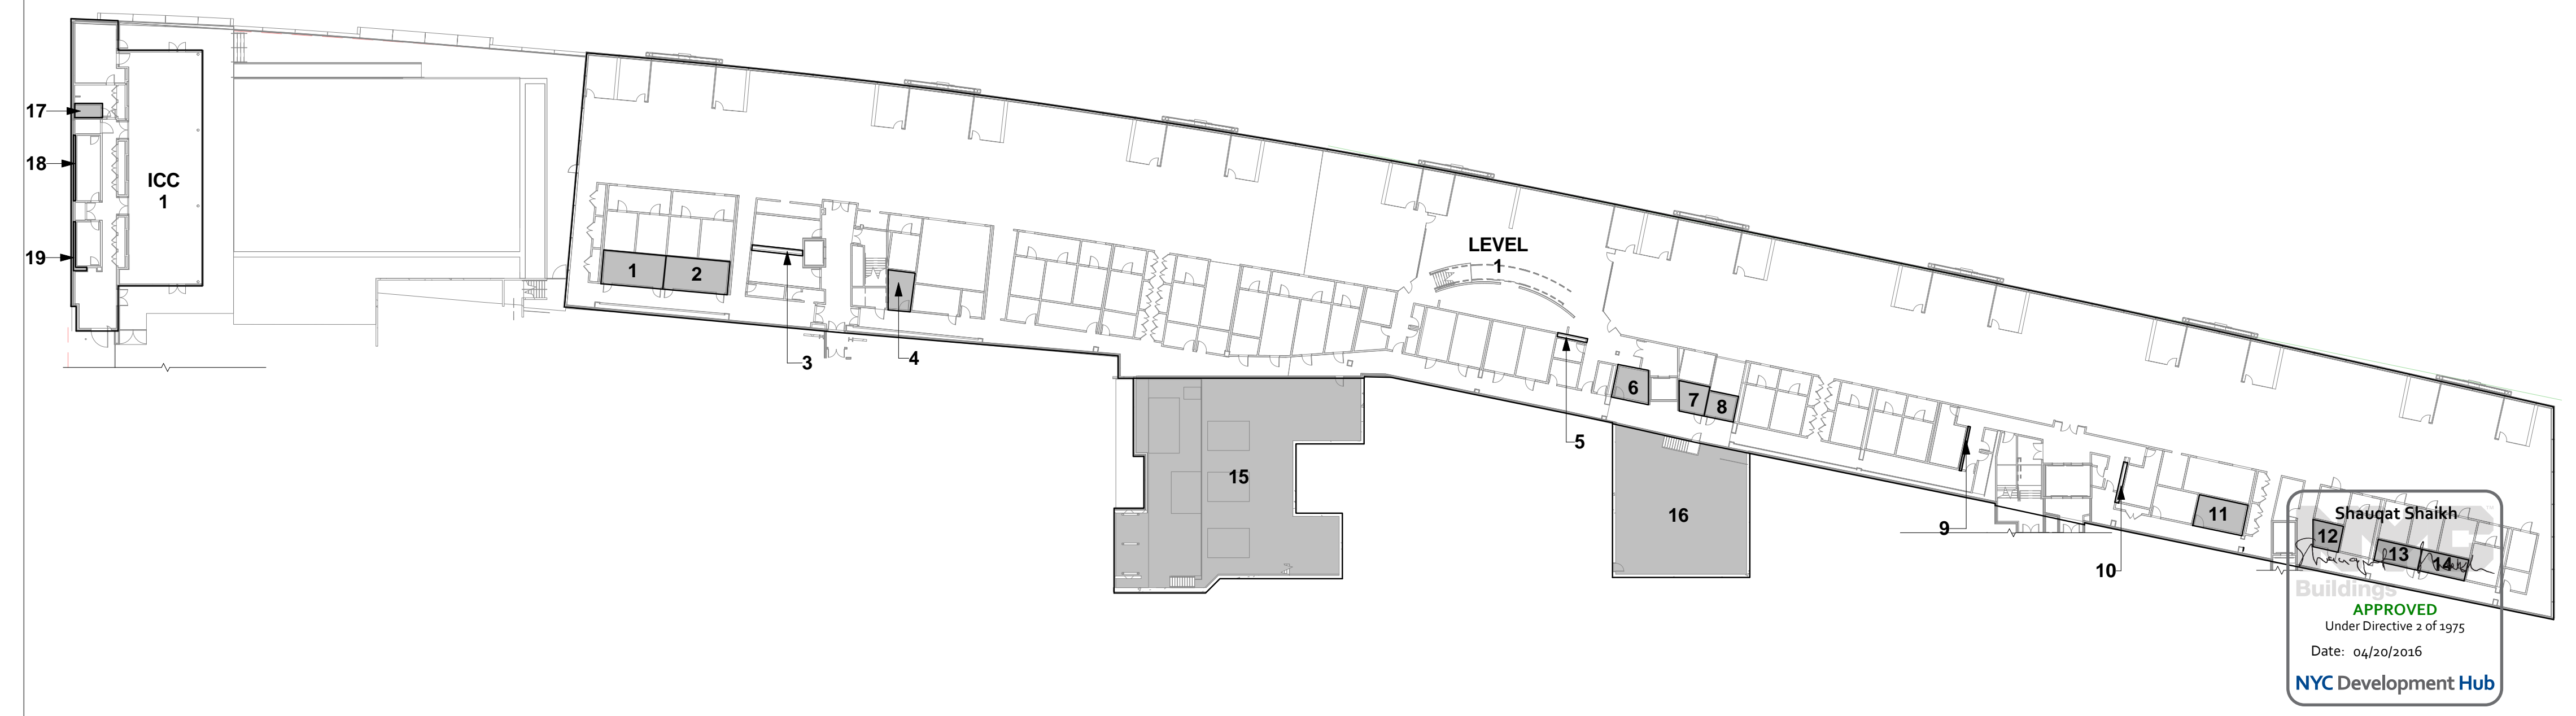 17
18
19
ICC
1
1
2
3
4
LEVEL
1
5
6
7
8
9
10
11
12
13
14
15
16
Shauqat Shaikh
Buildings
APPROVED
Under Directive 2 of 1975
Date: 04/20/2016
NYC Development Hub